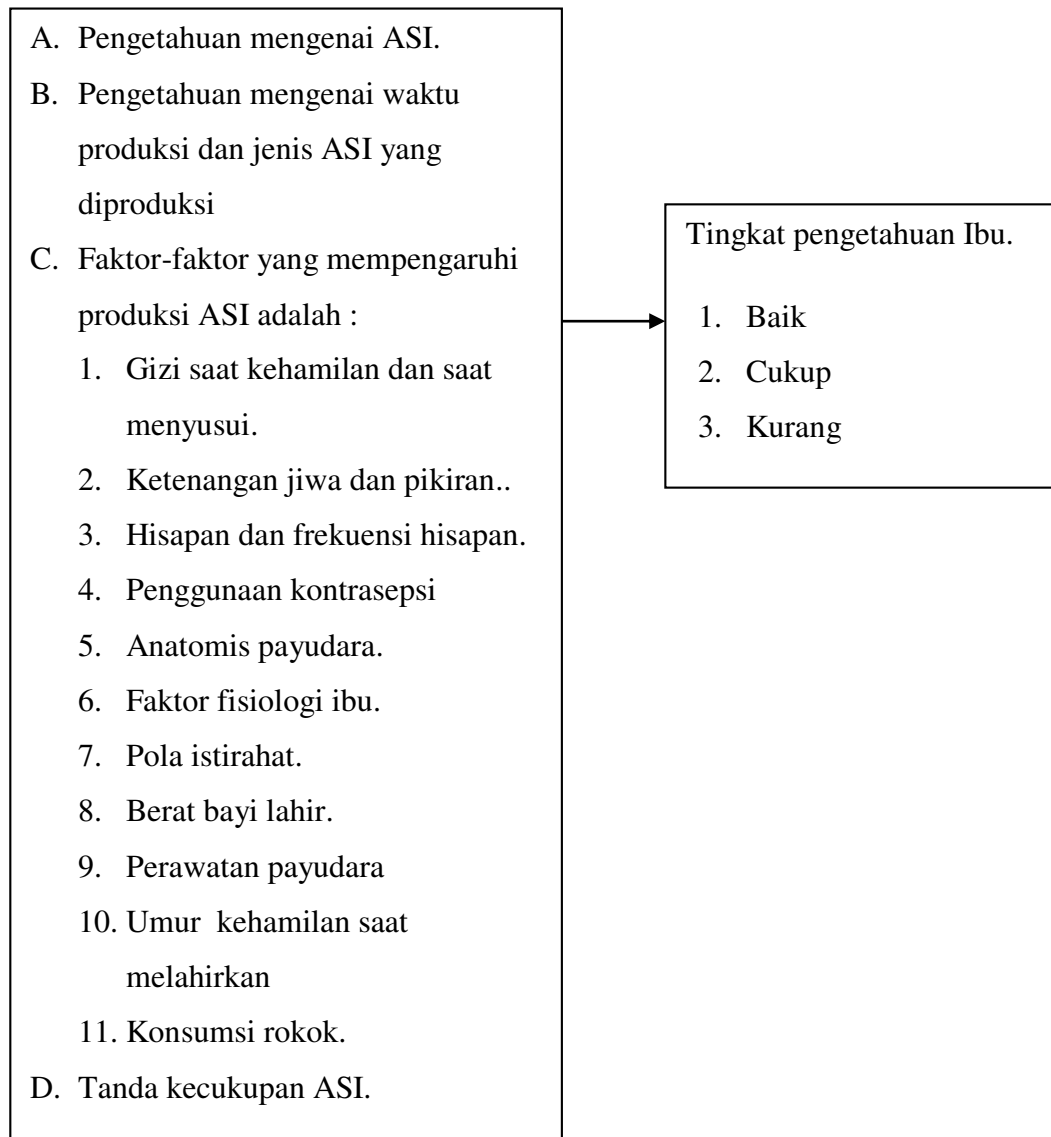 A. Pengetahuan mengenai ASI.
B. Pengetahuan mengenai waktu
produksi dan jenis ASI yang
diproduksi
C. Faktor-faktor yang mempengaruhi
produksi ASI adalah :
1. Gizi saat kehamilan dan saat
menyusui.
2. Ketenangan jiwa dan pikiran..
3. Hisapan dan frekuensi hisapan.
4. Penggunaan kontrasepsi
5. Anatomis payudara.
6. Faktor fisiologi ibu.
7. Pola istirahat.
8. Berat bayi lahir.
9. Perawatan payudara
10. Umur kehamilan saat
melahirkan
11. Konsumsi rokok.
D. Tanda kecukupan ASI.
Tingkat pengetahuan Ibu.
1. Baik
2. Cukup
3. Kurang